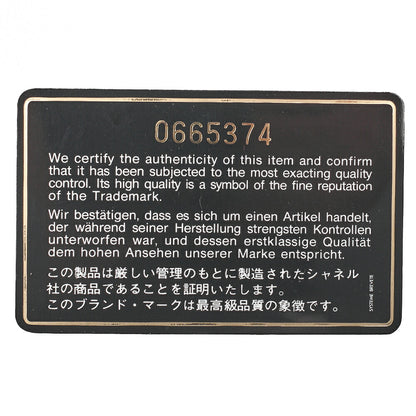 0665374
We certify the authenticity of this item and confirm
that it has been subjected to the most exacting quality
control. Its high quality is a symbol of the fine reputation
of the Trademark.
Wir bestätigen, dass es sich um einen Artikel handelt,
der während seiner Herstellung strengsten Kontrollen
unterworfen war, und dessen erstklassige Qualität
dem hohen Ansehen unserer Marke entspricht.
この製品は厳しい管理のもとに製造されたシャネル
社の商品であることを証明いたします。
このブランド・マークは最高級品質の象徴です。
SYSTEME BREVETE